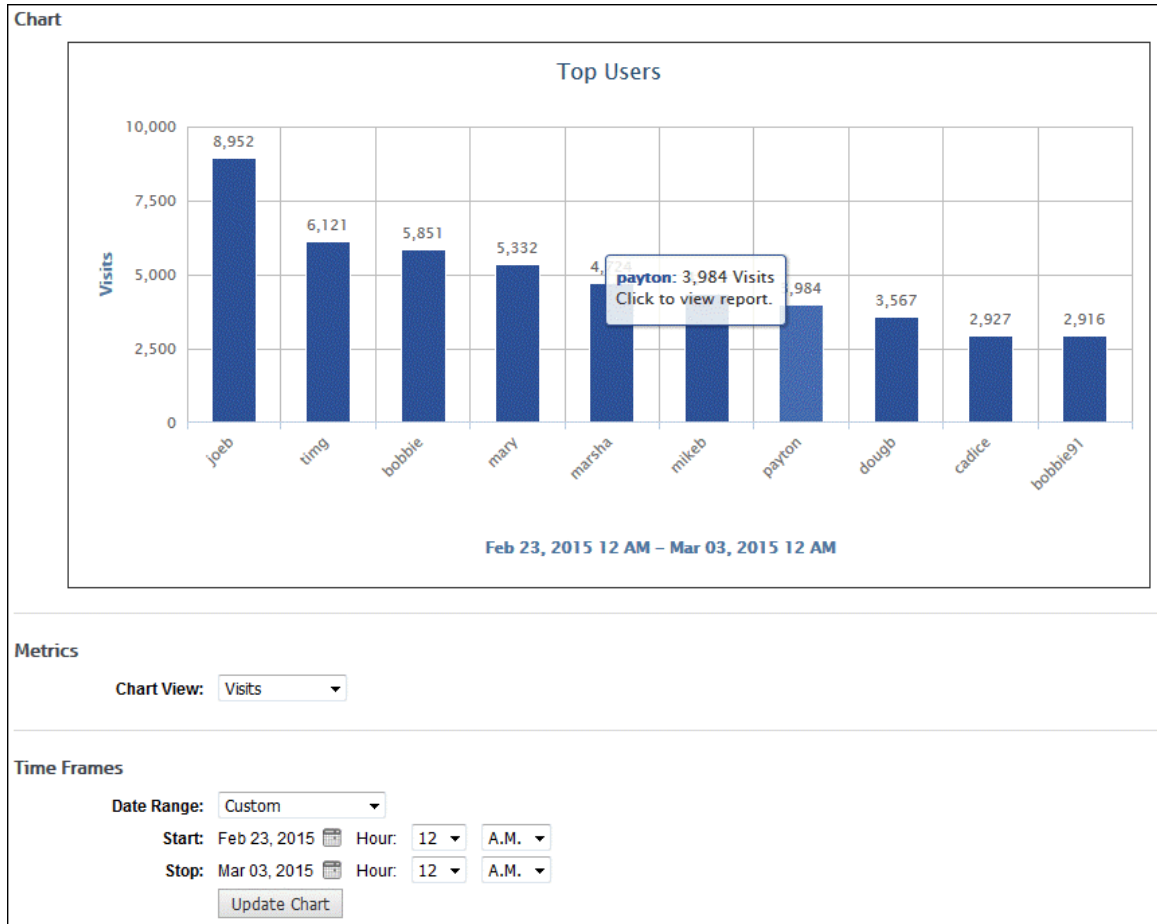 Chart
Top Users
10,000
7,500
5,000
2,500
0
Visits
8,952
6,121
5,851
5,332
4,724
payton: 3,984 Visits
Click to view report.
3,984
3,567
2,927
2,916
joeb
timg
bobbie
mary
marsha
mikeb
payton
dougb
cadice
bobbie91
Feb 23, 2015 12 AM – Mar 03, 2015 12 AM
Metrics
Chart View: Visits
Time Frames
Date Range: Custom
Start: Feb 23, 2015 Hour: 12 A.M.
Stop: Mar 03, 2015 Hour: 12 A.M.
Update Chart